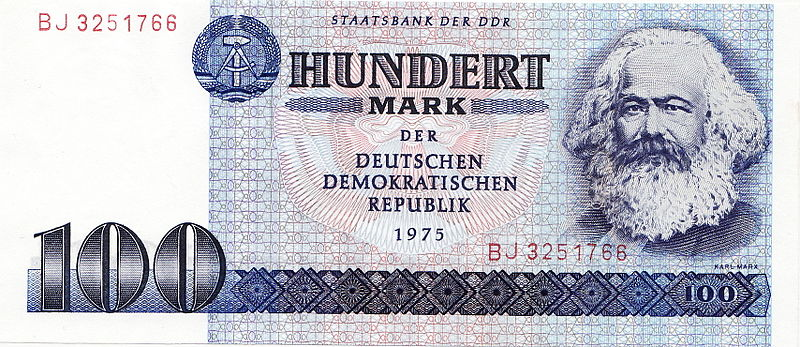 BJ 3251766
STAATSBANK DER DDR
HUNDERT
MARK
DER
DEUTSCHEN
DEMOKRATISCHEN
REPUBLIK
1975
BJ 3251766
KARL MARX
100
100